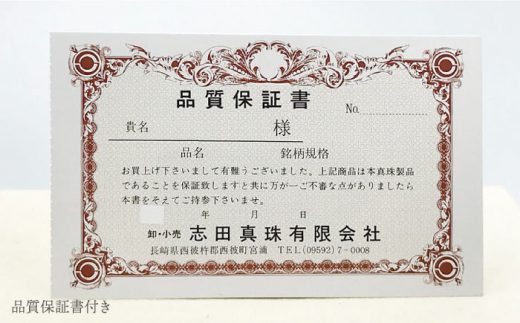 品質保証書
No.
貴名 様
品名 銘柄規格
お買上げ下さいまして有難うございました。上記商品は本真珠製品
であることを保証致しますと共に万が一ご不審な点がありましたら
本書をそえてご持参下さいませ。
年 月 日
卸・小売 志田真珠有限会社
長崎県西彼杵郡西彼町宮浦 TEL(09592)7-0008
品質保証書付き